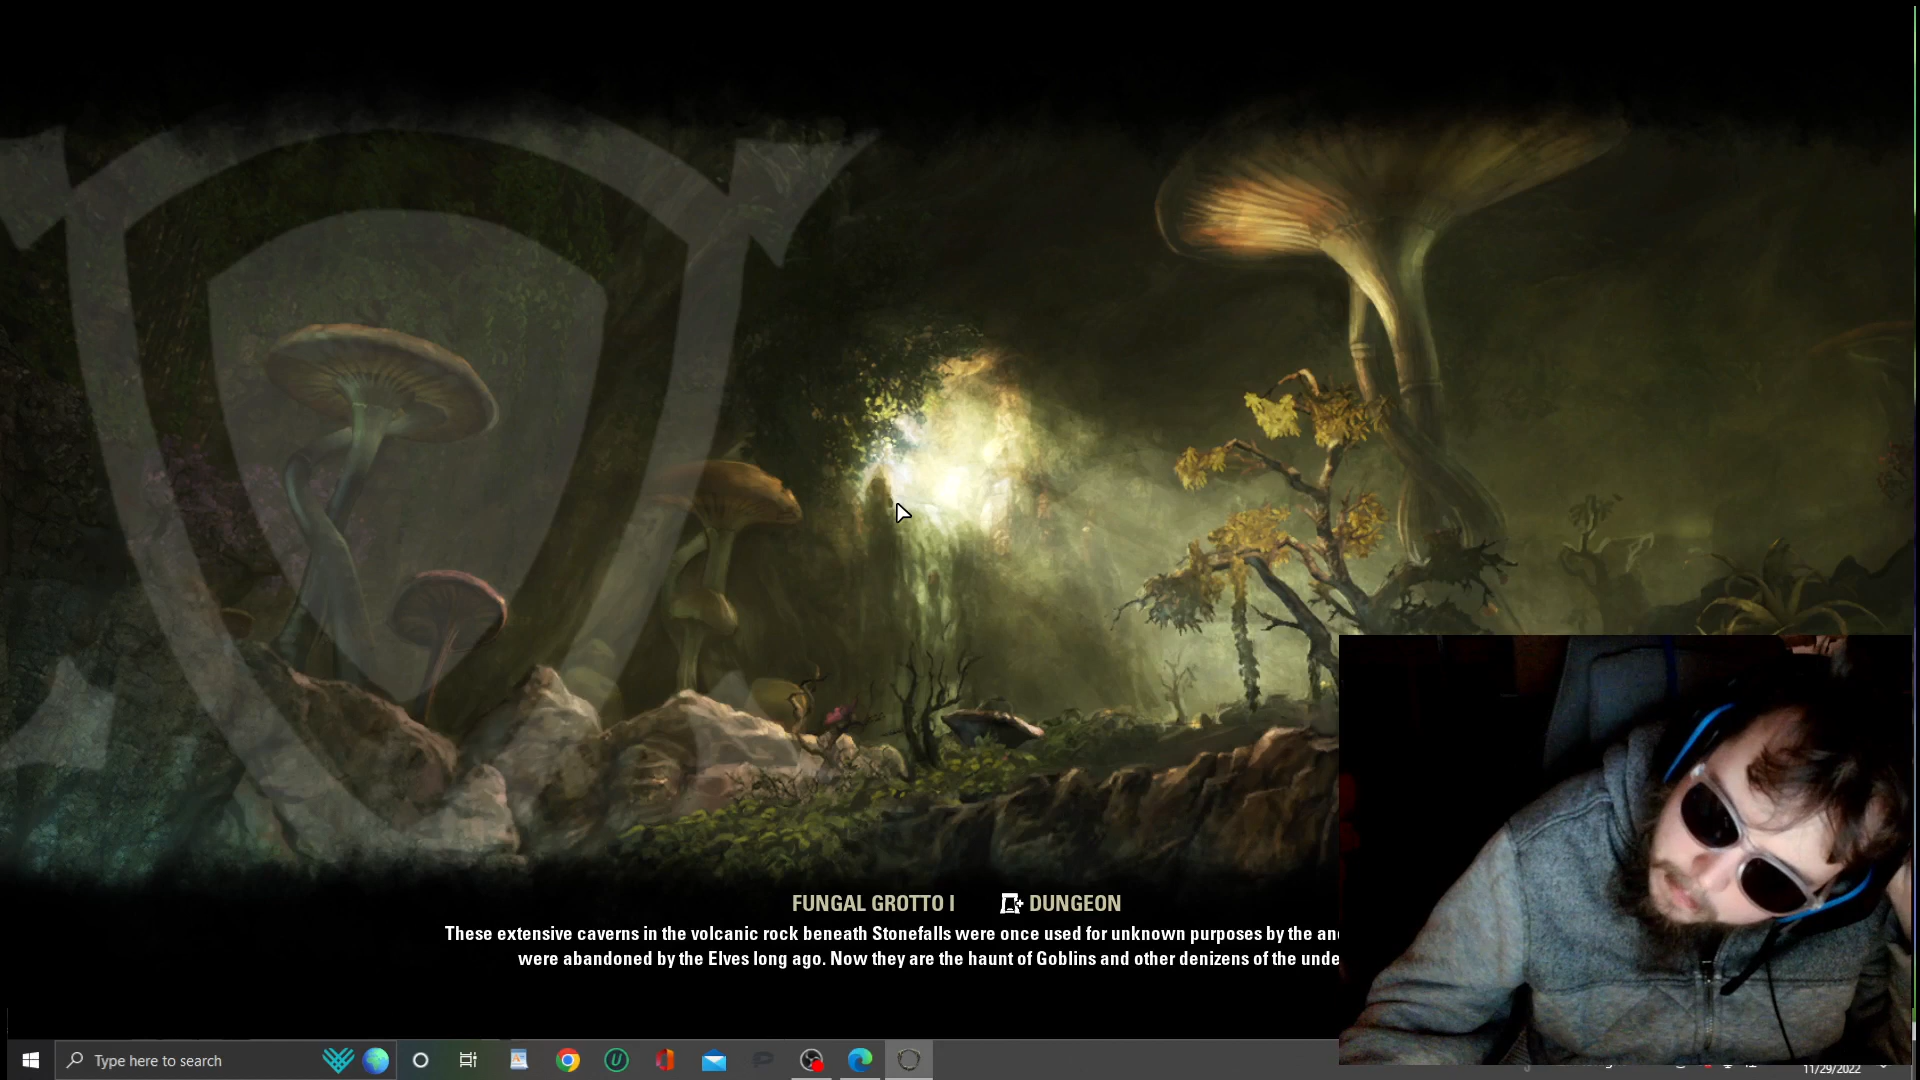 FUNGAL GROTTO I DUNGEON
These extensive caverns in the volcanic rock beneath Stonefalls were once used for unknown purposes by the
were abandoned by the Elves long ago. Now they are the haunt of Goblins and other denizens of the
Type here to search
11/29/2022